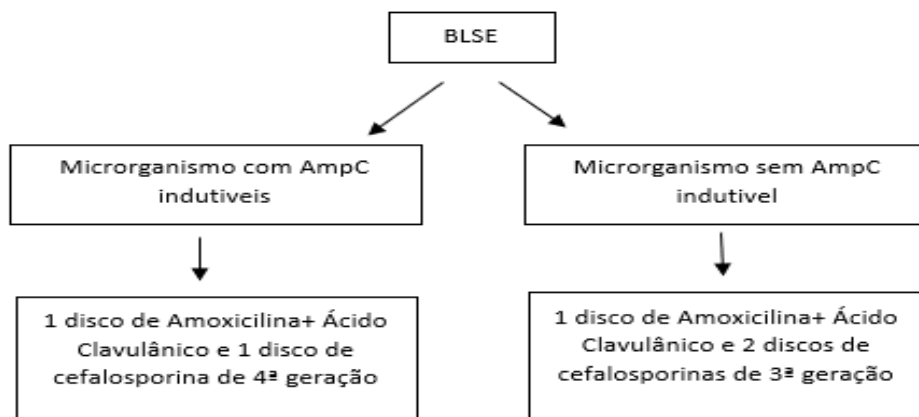 BLSE
Microrganismo com AmpC
indutiveis
Microrganismo sem AmpC
indutivel
1 disco de Amoxicilina+ Ácido
Clavulânico e 1 disco de
cefalosporina de 4ª geração
1 disco de Amoxicilina+ Ácido
Clavulânico e 2 discos de
cefalosporinas de 3ª geração